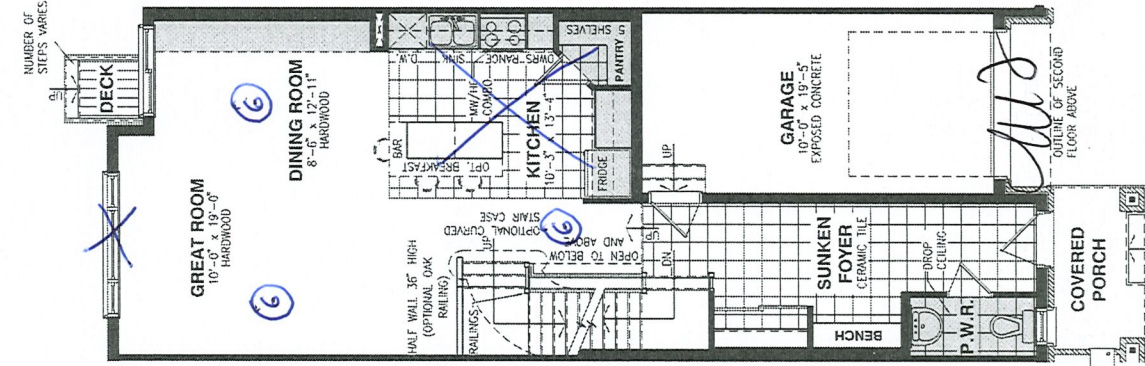 NUMBER OF
STEPS VARIES
UP
DECK
GREAT ROOM
10'-0" x 19'-0"
HARDWOOD
DINING ROOM
8'-6" x 12'-11"
HARDWOOD
6
6
6
D.W.
SINK
RANGE
DWRS
MW/HF
COMBO
BAR
OPT. BREAKFAST
KITCHEN
10'-3" 13'-4"
5 SHELVES
PANTRY
FRIDGE
GARAGE
10'-0" x 19'-5"
EXPOSED CONCRETE
OUTLINE OF SECOND
FLOOR ABOVE
UP
HALF WALL 36" HIGH
(OPTIONAL OAK
RAILING)
RAILINGS
UP
OPTIONAL CURVED
STAIR CASE
OPEN TO BELOW
AND ABOVE
UP
DN
SUNKEN
FOYER
CERAMIC TILE
DROP
CEILING
BENCH
P.W.R.
COVERED
PORCH